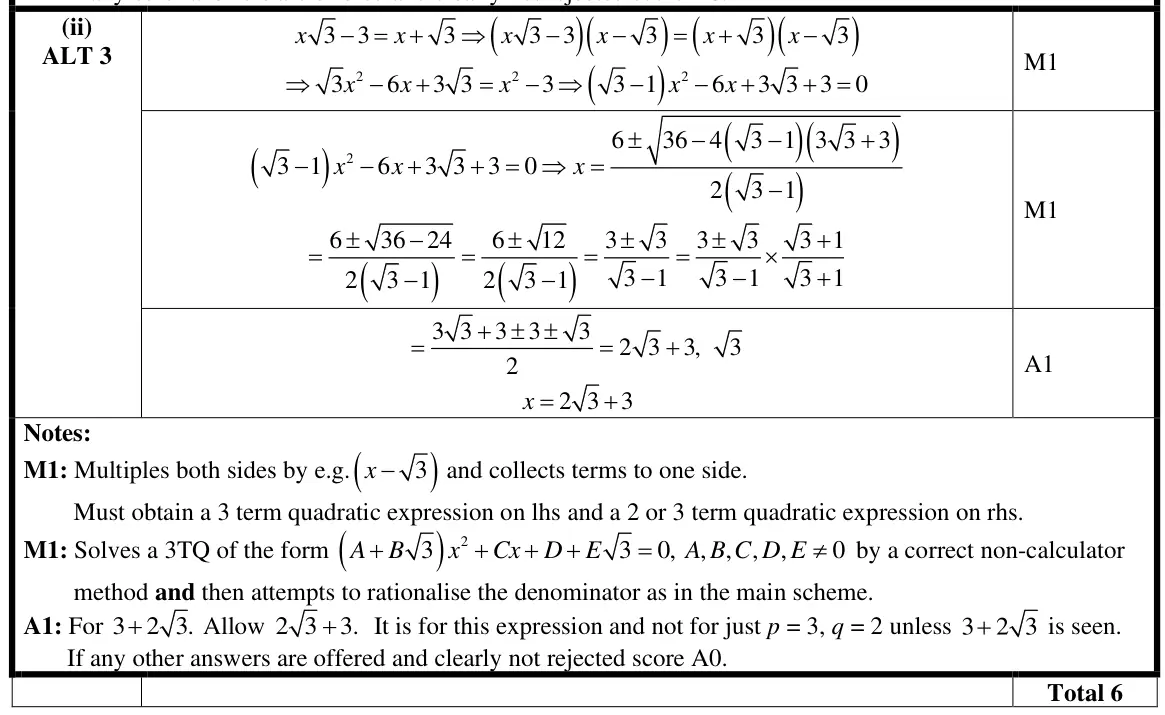 (ii)
ALT 3
x√3 − 3 = x + √3 ⇒ (x√3 − 3)(x − √3) = (x + √3)(x − √3)
⇒ √3x² − 6x + 3√3 = x² − 3 ⇒ (√3 − 1)x² − 6x + 3√3 + 3 = 0
M1
(√3 − 1)x² − 6x + 3√3 + 3 = 0 ⇒ x = (6 ± √(36 − 4(√3 − 1)(3√3 + 3))) / (2(√3 − 1))
= (6 ± √(36 − 24)) / (2(√3 − 1)) = (6 ± √12) / (2(√3 − 1)) = (3 ± √3) / (√3 − 1) = (3 ± √3) / (√3 − 1) × (√3 + 1) / (√3 + 1)
M1
= (3√3 + 3 ± 3 ± √3) / 2 = 2√3 + 3, √3
x = 2√3 + 3
A1
Notes:
M1: Multiples both sides by e.g. (x − √3) and collects terms to one side.
Must obtain a 3 term quadratic expression on lhs and a 2 or 3 term quadratic expression on rhs.
M1: Solves a 3TQ of the form (A + B√3)x² + Cx + D + E√3 = 0, A, B, C, D, E ≠ 0 by a correct non-calculator
method and then attempts to rationalise the denominator as in the main scheme.
A1: For 3 + 2√3. Allow 2√3 + 3. It is for this expression and not for just p = 3, q = 2 unless 3 + 2√3 is seen.
If any other answers are offered and clearly not rejected score A0.
Total 6